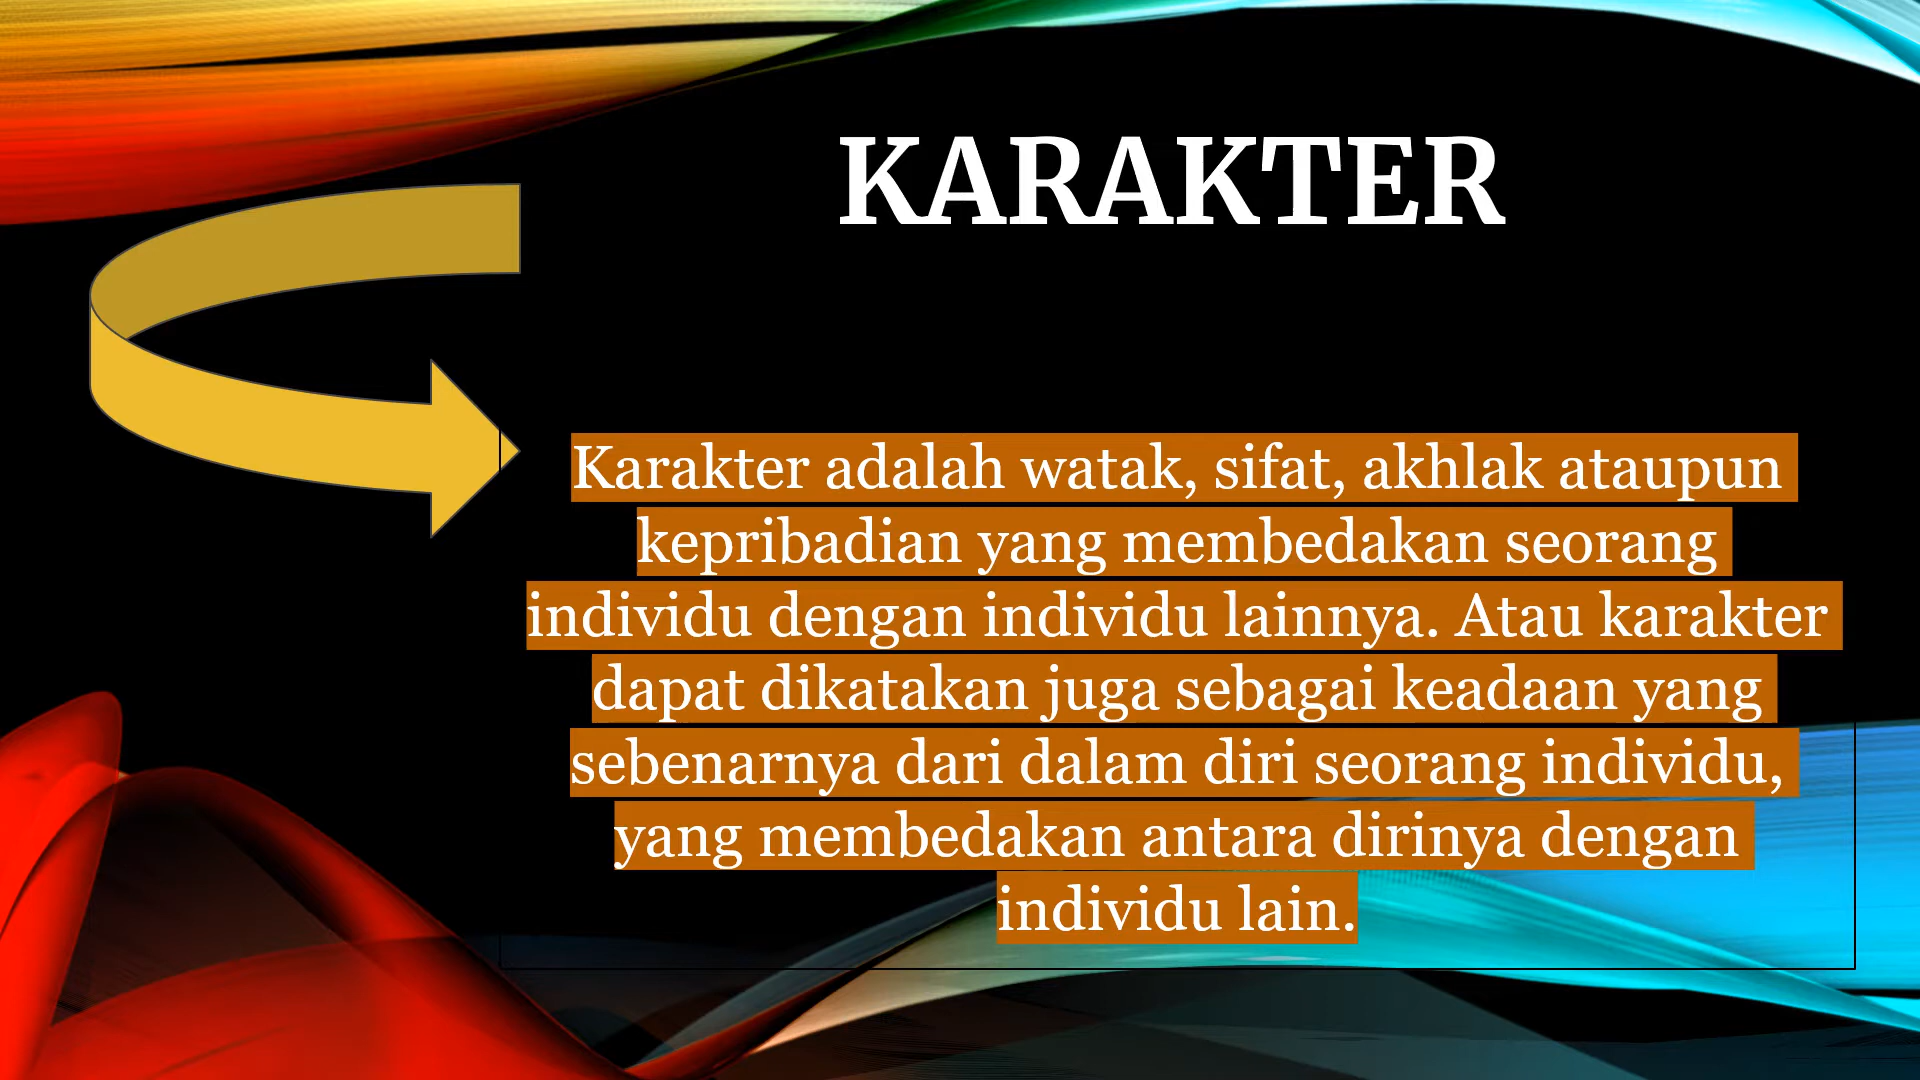 KARAKTER
Karakter adalah watak, sifat, akhlak ataupun
kepribadian yang membedakan seorang
individu dengan individu lainnya. Atau karakter
dapat dikatakan juga sebagai keadaan yang
sebenarnya dari dalam diri seorang individu,
yang membedakan antara dirinya dengan
individu lain.